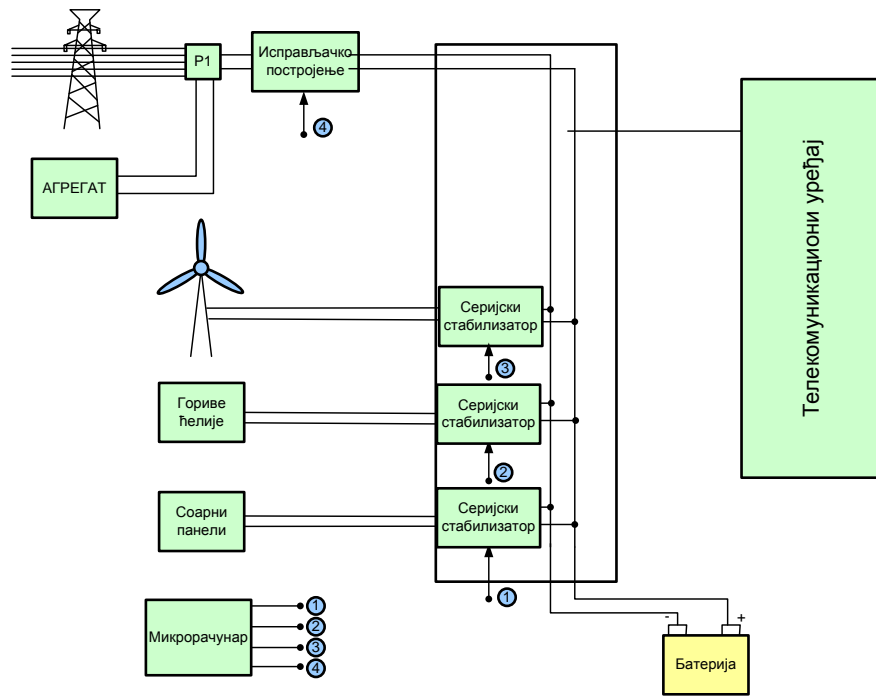 P1
Исправљачко
постројење
4
АГРЕГАТ
Телекомуникациони уређај
Серијски
стабилизатор
3
Гориве
ћелије
Серијски
стабилизатор
2
Соарни
панели
Серијски
стабилизатор
1
Микрорачунар
1
2
3
4
- +
Батерија